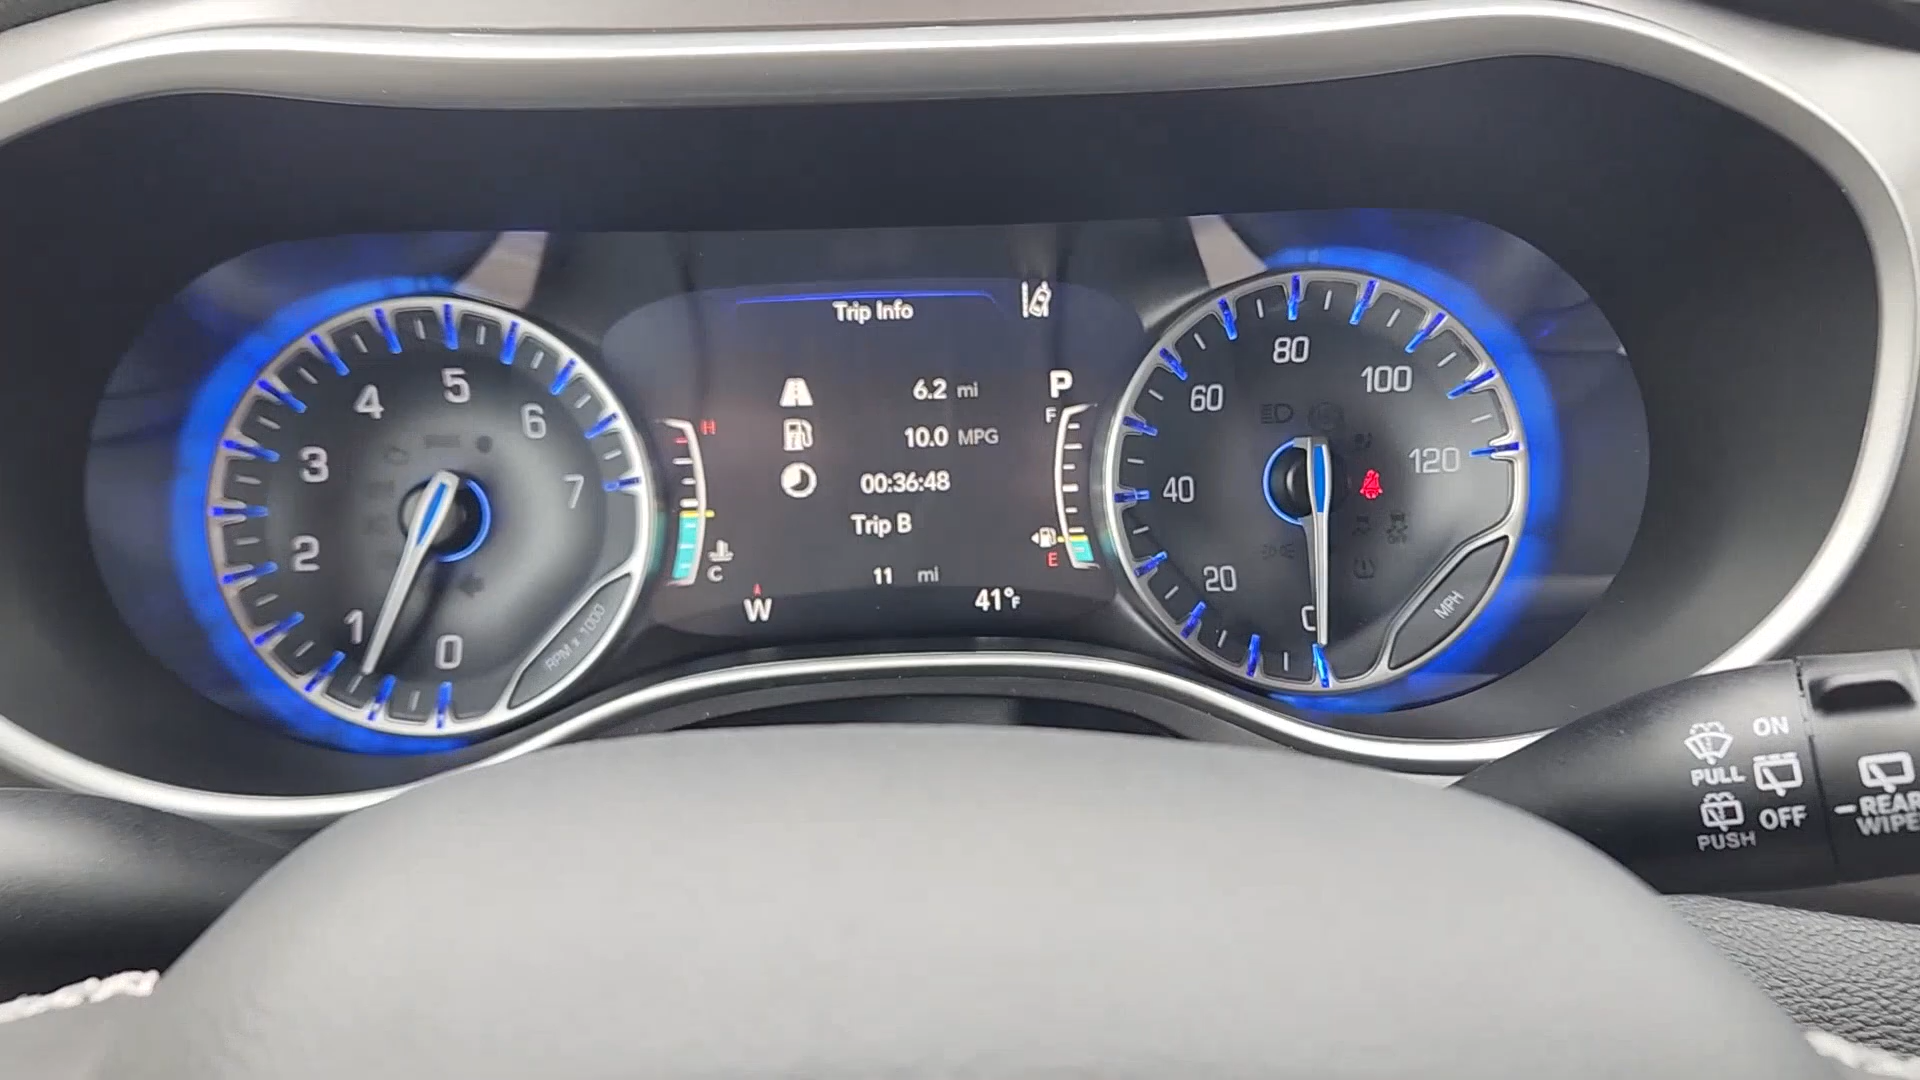 Trip Info
6.2 mi
10.0 MPG
00:36:48
Trip B
11 mi
W
41°F
P
F
E
H
C
0
1
2
3
4
5
6
7
RPM x 1000
0
20
40
60
80
100
120
MPH
PULL
PUSH
ON
OFF
REAR